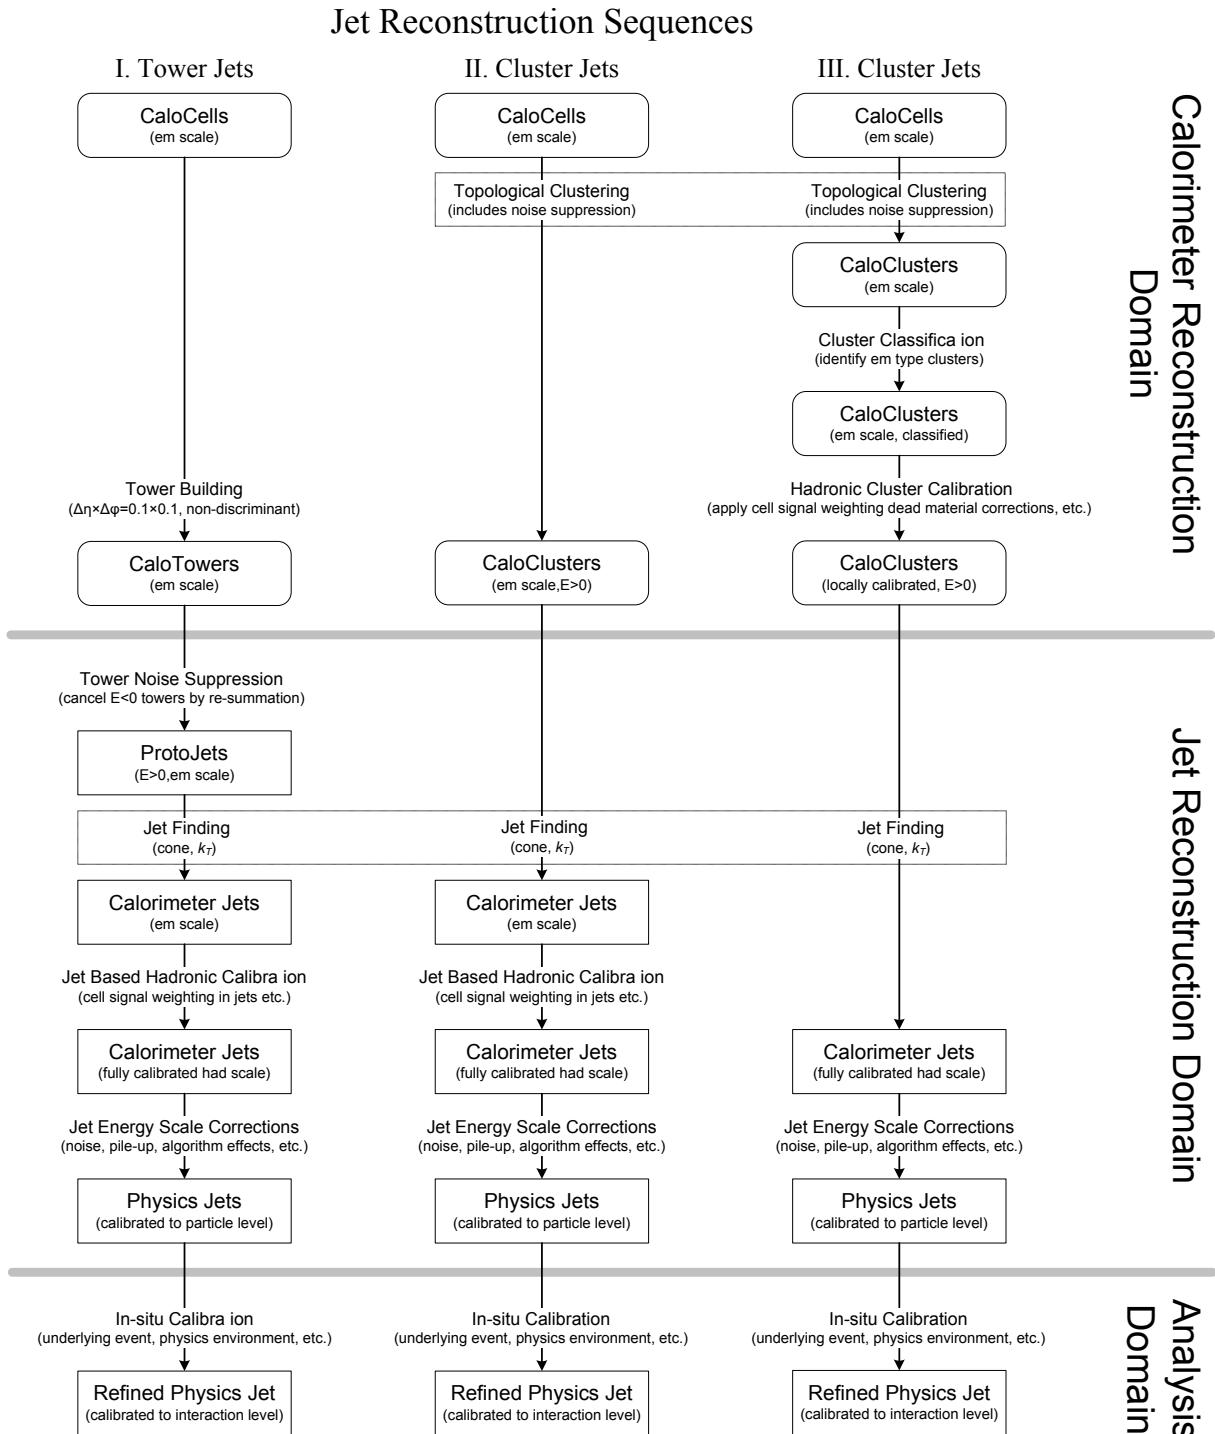 Jet Reconstruction Sequences
I. Tower Jets
II. Cluster Jets
III. Cluster Jets
CaloCells
(em scale)
CaloCells
(em scale)
CaloCells
(em scale)
Topological Clustering
(includes noise suppression)
Topological Clustering
(includes noise suppression)
CaloClusters
(em scale)
Cluster Classifica ion
(identify em type clusters)
CaloClusters
(em scale, classified)
Tower Building
(Δη×Δφ=0.1×0.1, non-discriminant)
Hadronic Cluster Calibration
(apply cell signal weighting dead material corrections, etc.)
CaloTowers
(em scale)
CaloClusters
(em scale,E>0)
CaloClusters
(locally calibrated, E>0)
Calorimeter Reconstruction
Domain
Tower Noise Suppression
(cancel E<0 towers by re-summation)
ProtoJets
(E>0,em scale)
Jet Finding
(cone, kT)
Jet Finding
(cone, kT)
Jet Finding
(cone, kT)
Calorimeter Jets
(em scale)
Calorimeter Jets
(em scale)
Jet Based Hadronic Calibra ion
(cell signal weighting in jets etc.)
Jet Based Hadronic Calibra ion
(cell signal weighting in jets etc.)
Calorimeter Jets
(fully calibrated had scale)
Calorimeter Jets
(fully calibrated had scale)
Calorimeter Jets
(fully calibrated had scale)
Jet Energy Scale Corrections
(noise, pile-up, algorithm effects, etc.)
Jet Energy Scale Corrections
(noise, pile-up, algorithm effects, etc.)
Jet Energy Scale Corrections
(noise, pile-up, algorithm effects, etc.)
Physics Jets
(calibrated to particle level)
Physics Jets
(calibrated to particle level)
Physics Jets
(calibrated to particle level)
Jet Reconstruction Domain
In-situ Calibra ion
(underlying event, physics environment, etc.)
In-situ Calibration
(underlying event, physics environment, etc.)
In-situ Calibration
(underlying event, physics environment, etc.)
Refined Physics Jet
(calibrated to interaction level)
Refined Physics Jet
(calibrated to interaction level)
Refined Physics Jet
(calibrated to interaction level)
Analysis
Domain